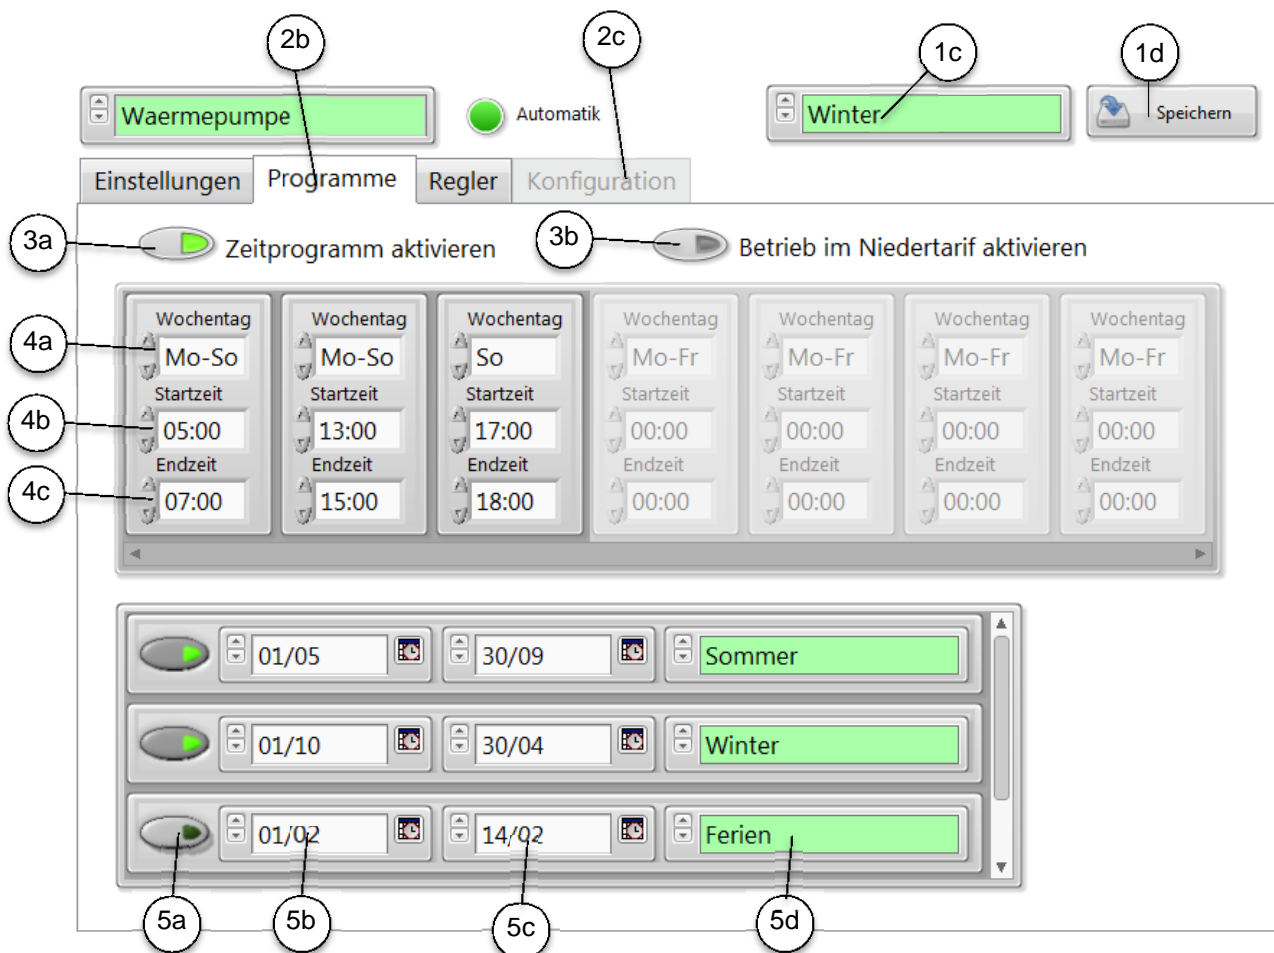 2b 2c 1c 1d
Waermepumpe Automatik Winter Speichern
Einstellungen Programme Regler Konfiguration
3a Zeitprogramm aktivieren 3b Betrieb im Niedertarif aktivieren
Wochentag Wochentag Wochentag Wochentag Wochentag Wochentag Wochentag
4a Mo-So Mo-So So Mo-Fr Mo-Fr Mo-Fr Mo-Fr
Startzeit Startzeit Startzeit Startzeit Startzeit Startzeit Startzeit
4b 05:00 13:00 17:00 00:00 00:00 00:00 00:00
Endzeit Endzeit Endzeit Endzeit Endzeit Endzeit Endzeit
4c 07:00 15:00 18:00 00:00 00:00 00:00 00:00
01/05 30/09 Sommer
01/10 30/04 Winter
01/02 14/02 Ferien
5a 5b 5c 5d